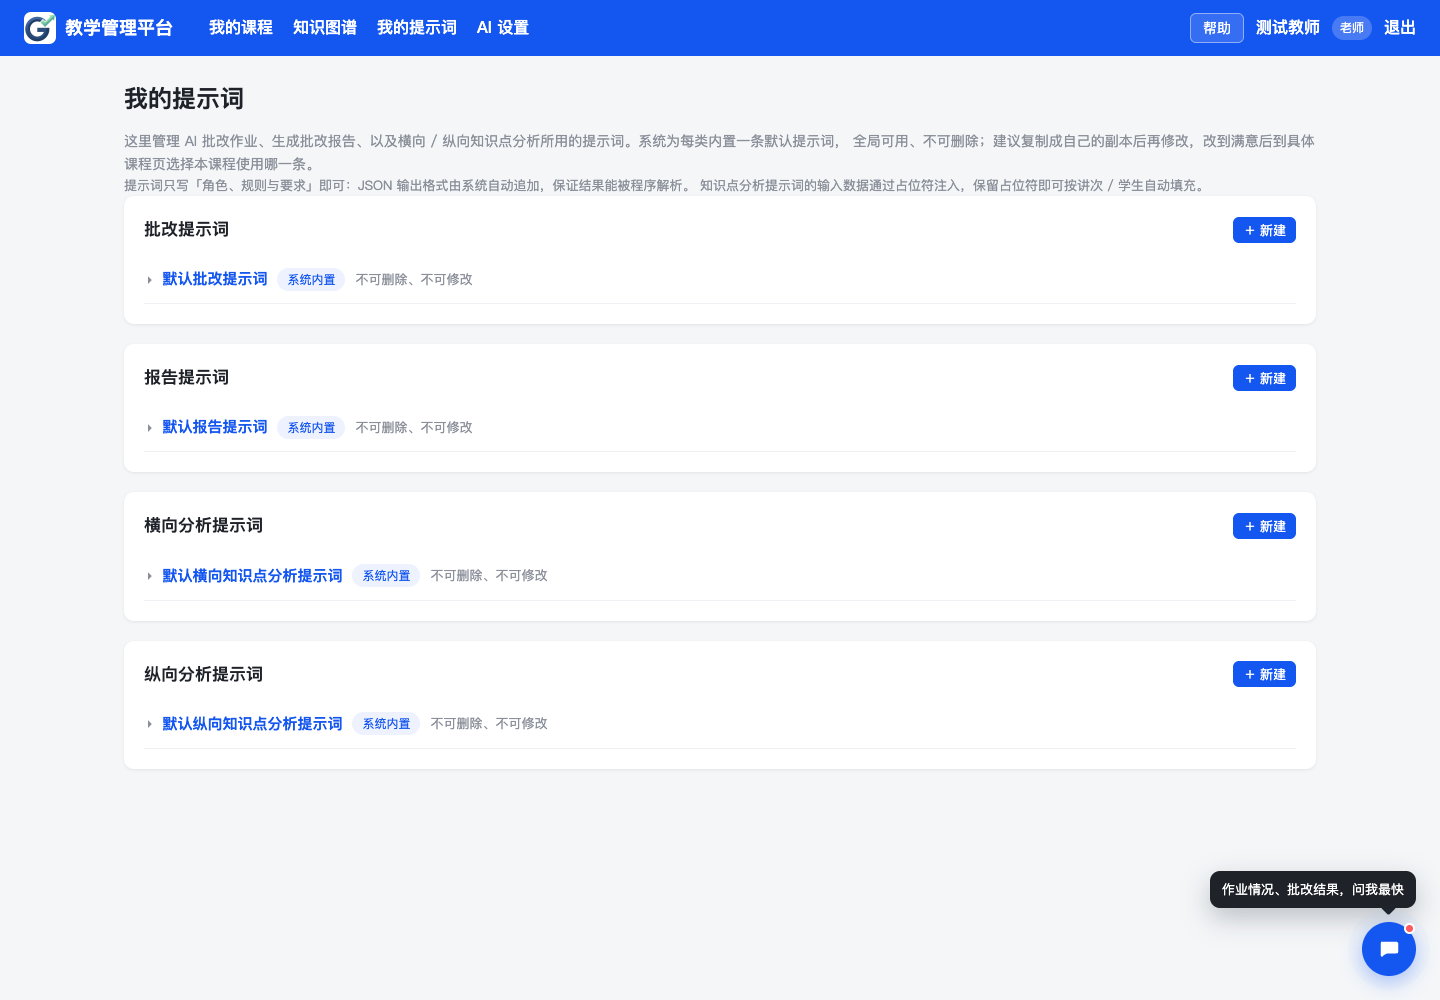 教学管理平台 我的课程 知识图谱 我的提示词 AI 设置 帮助 测试教师 老师 退出
我的提示词
这里管理 AI 批改作业、生成批改报告、以及横向 / 纵向知识点分析所用的提示词。系统为每类内置一条默认提示词， 全局可用、不可删除；建议复制成自己的副本后再修改，改到满意后到具体
课程页选择本课程使用哪一条。
提示词只写「角色、规则与要求」即可：JSON 输出格式由系统自动追加，保证结果能被程序解析。 知识点分析提示词的输入数据通过占位符注入，保留占位符即可按讲次 / 学生自动填充。
批改提示词 + 新建
默认批改提示词 系统内置 不可删除、不可修改
报告提示词 + 新建
默认报告提示词 系统内置 不可删除、不可修改
横向分析提示词 + 新建
默认横向知识点分析提示词 系统内置 不可删除、不可修改
纵向分析提示词 + 新建
默认纵向知识点分析提示词 系统内置 不可删除、不可修改
作业情况、批改结果，问我最快